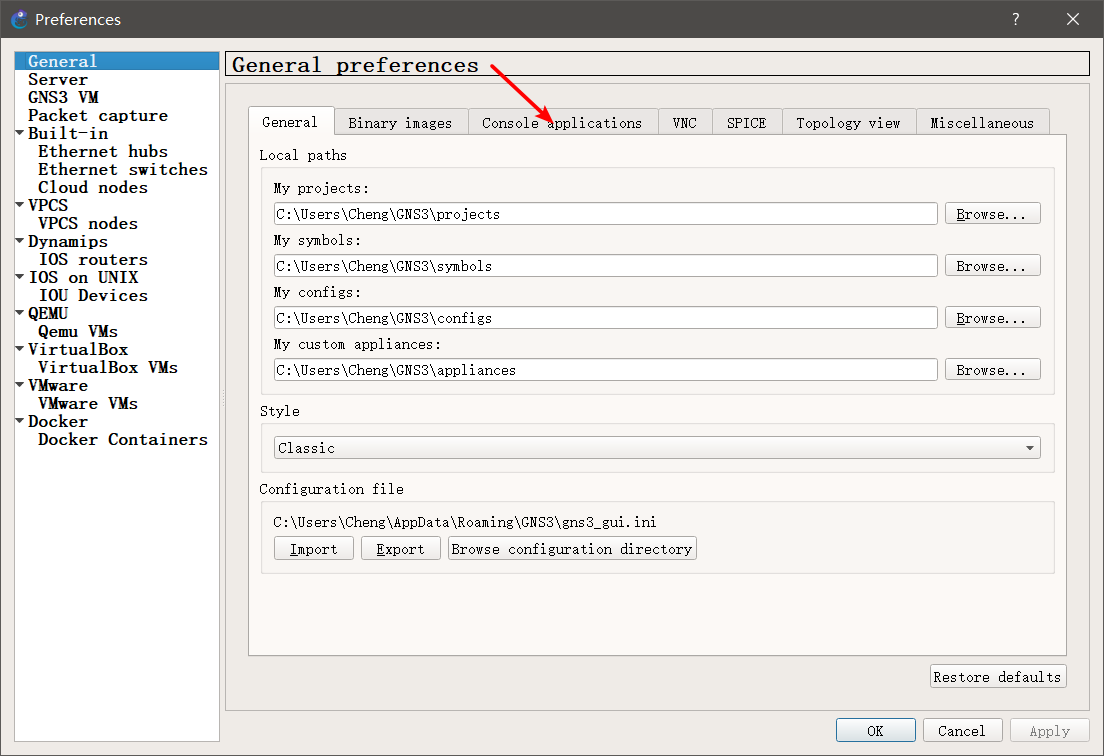 Preferences
?
General
Server
GNS3 VM
Packet capture
Built-in
Ethernet hubs
Ethernet switches
Cloud nodes
VPCS
VPCS nodes
Dynamips
IOS routers
IOS on UNIX
IOU Devices
QEMU
Qemu VMs
VirtualBox
VirtualBox VMs
VMware
VMware VMs
Docker
Docker Containers
General preferences
General Binary images Console applications VNC SPICE Topology view Miscellaneous
Local paths
My projects:
C:\Users\Cheng\GNS3\projects Browse...
My symbols:
C:\Users\Cheng\GNS3\symbols Browse...
My configs:
C:\Users\Cheng\GNS3\configs Browse...
My custom appliances:
C:\Users\Cheng\GNS3\appliances Browse...
Style
Classic
Configuration file
C:\Users\Cheng\AppData\Roaming\GNS3\gns3_gui.ini
Import Export Browse configuration directory
Restore defaults
OK Cancel Apply